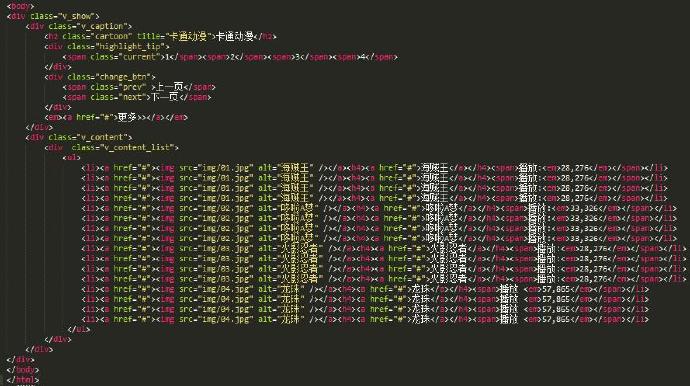 <body>
<div class="v_show">
<div class="v_caption">
<h2 class="cartoon" title="卡通动漫">卡通动漫</h2>
<div class="highlight_tip">
<span class="current">1</span><span>2</span><span>3</span><span>4</span>
</div>
<div class="change_btn">
<span class="prev" >上一页</span>
<span class="next">下一页</span>
</div>
<em><a href="#">更多>></a></em>
</div>
<div class="v_content">
<div  class="v_content_list">
<ul>
<li><a href="#"><img src="img/01.jpg" alt="海贼王" /></a><h4><a href="#">海贼王</a></h4><span>播放:<em>28,276</em></span></li>
<li><a href="#"><img src="img/01.jpg" alt="海贼王" /></a><h4><a href="#">海贼王</a></h4><span>播放:<em>28,276</em></span></li>
<li><a href="#"><img src="img/01.jpg" alt="海贼王" /></a><h4><a href="#">海贼王</a></h4><span>播放:<em>28,276</em></span></li>
<li><a href="#"><img src="img/01.jpg" alt="海贼王" /></a><h4><a href="#">海贼王</a></h4><span>播放:<em>28,276</em></span></li>
<li><a href="#"><img src="img/02.jpg" alt="哆啦A梦" /></a><h4><a href="#">哆啦A梦</a></h4><span>播放:<em>33,326</em></span></li>
<li><a href="#"><img src="img/02.jpg" alt="哆啦A梦" /></a><h4><a href="#">哆啦A梦</a></h4><span>播放:<em>33,326</em></span></li>
<li><a href="#"><img src="img/02.jpg" alt="哆啦A梦" /></a><h4><a href="#">哆啦A梦</a></h4><span>播放:<em>33,326</em></span></li>
<li><a href="#"><img src="img/02.jpg" alt="哆啦A梦" /></a><h4><a href="#">哆啦A梦</a></h4><span>播放:<em>33,326</em></span></li>
<li><a href="#"><img src="img/03.jpg" alt="火影忍者" /></a><h4><a href="#">火影忍者</a></h4><span>播放:<em>28,276</em></span></li>
<li><a href="#"><img src="img/03.jpg" alt="火影忍者" /></a><h4><a href="#">火影忍者</a></h4><span>播放:<em>28,276</em></span></li>
<li><a href="#"><img src="img/03.jpg" alt="火影忍者" /></a><h4><a href="#">火影忍者</a></h4><span>播放:<em>28,276</em></span></li>
<li><a href="#"><img src="img/03.jpg" alt="火影忍者" /></a><h4><a href="#">火影忍者</a></h4><span>播放:<em>28,276</em></span></li>
<li><a href="#"><img src="img/04.jpg" alt="龙珠" /></a><h4><a href="#">龙珠</a></h4><span>播放 <em>57,865</em></span></li>
<li><a href="#"><img src="img/04.jpg" alt="龙珠" /></a><h4><a href="#">龙珠</a></h4><span>播放 <em>57,865</em></span></li>
<li><a href="#"><img src="img/04.jpg" alt="龙珠" /></a><h4><a href="#">龙珠</a></h4><span>播放 <em>57,865</em></span></li>
<li><a href="#"><img src="img/04.jpg" alt="龙珠" /></a><h4><a href="#">龙珠</a></h4><span>播放 <em>57,865</em></span></li>
</ul>
</div>
</div>
</div>
</body>
</html>